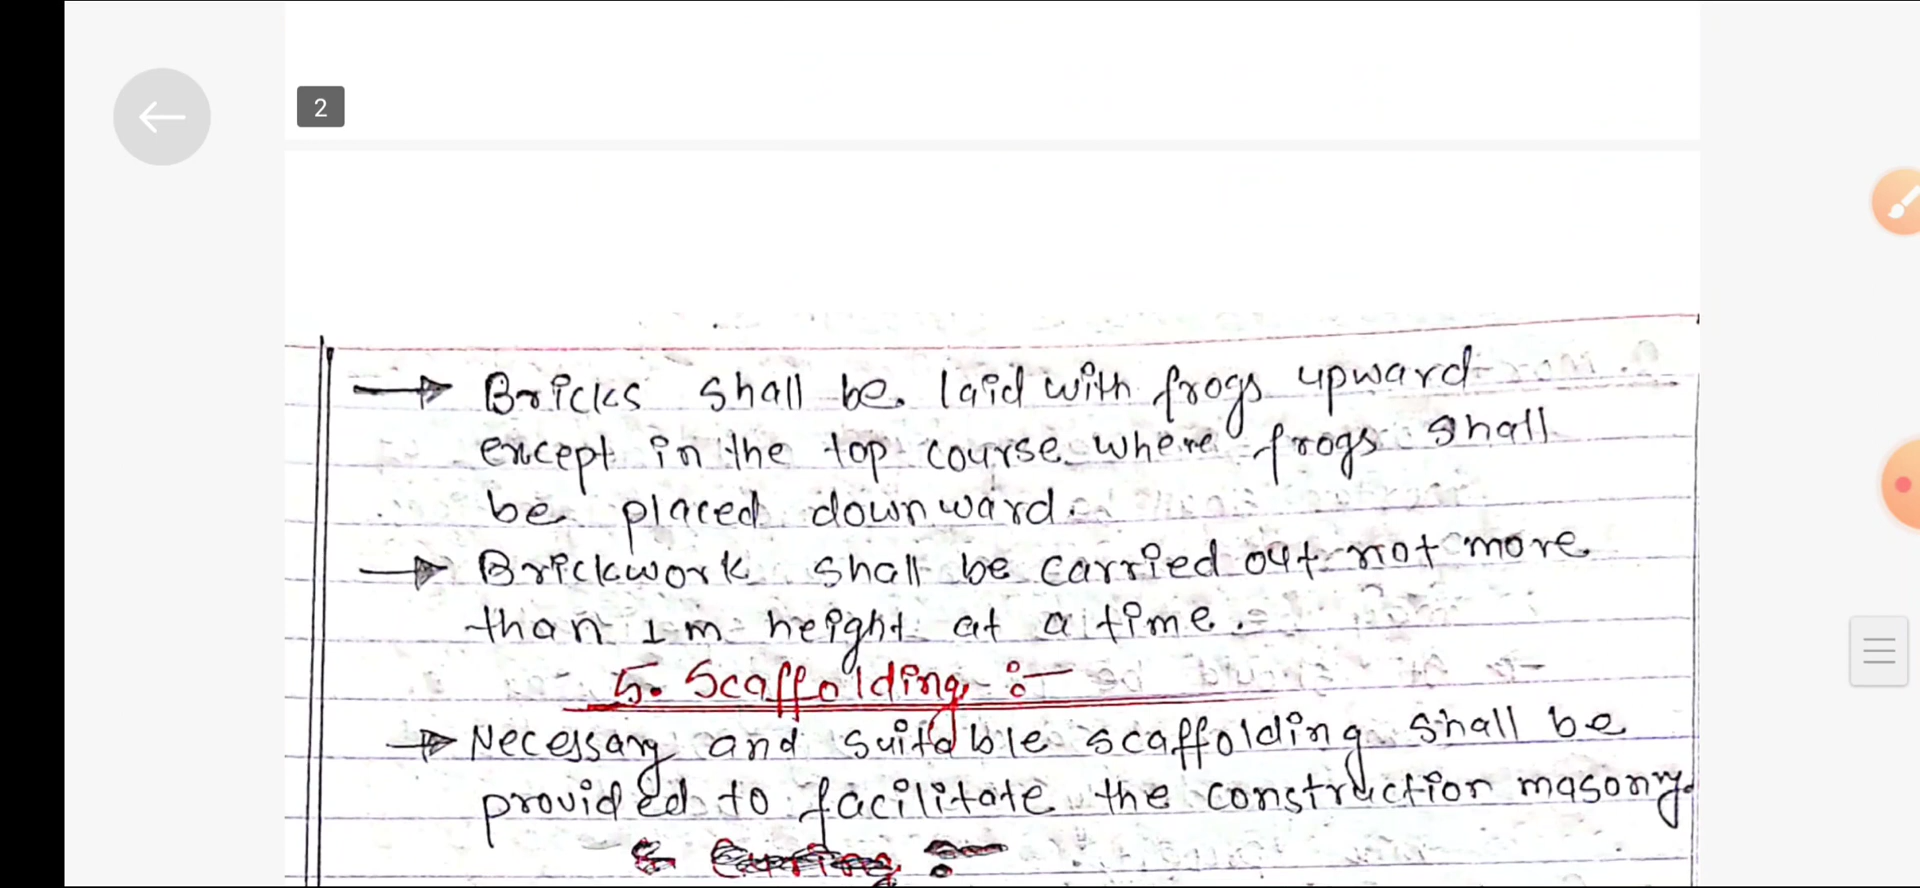 2
Bricks shall be laid with frogs upward
except in the top course where frogs shall
be placed downward.
Brickwork shall be carried out not more
than 1 m height at a time.
5. Scaffolding :-
Necessary and suitable scaffolding shall be
provided to facilitate the construction masonry.